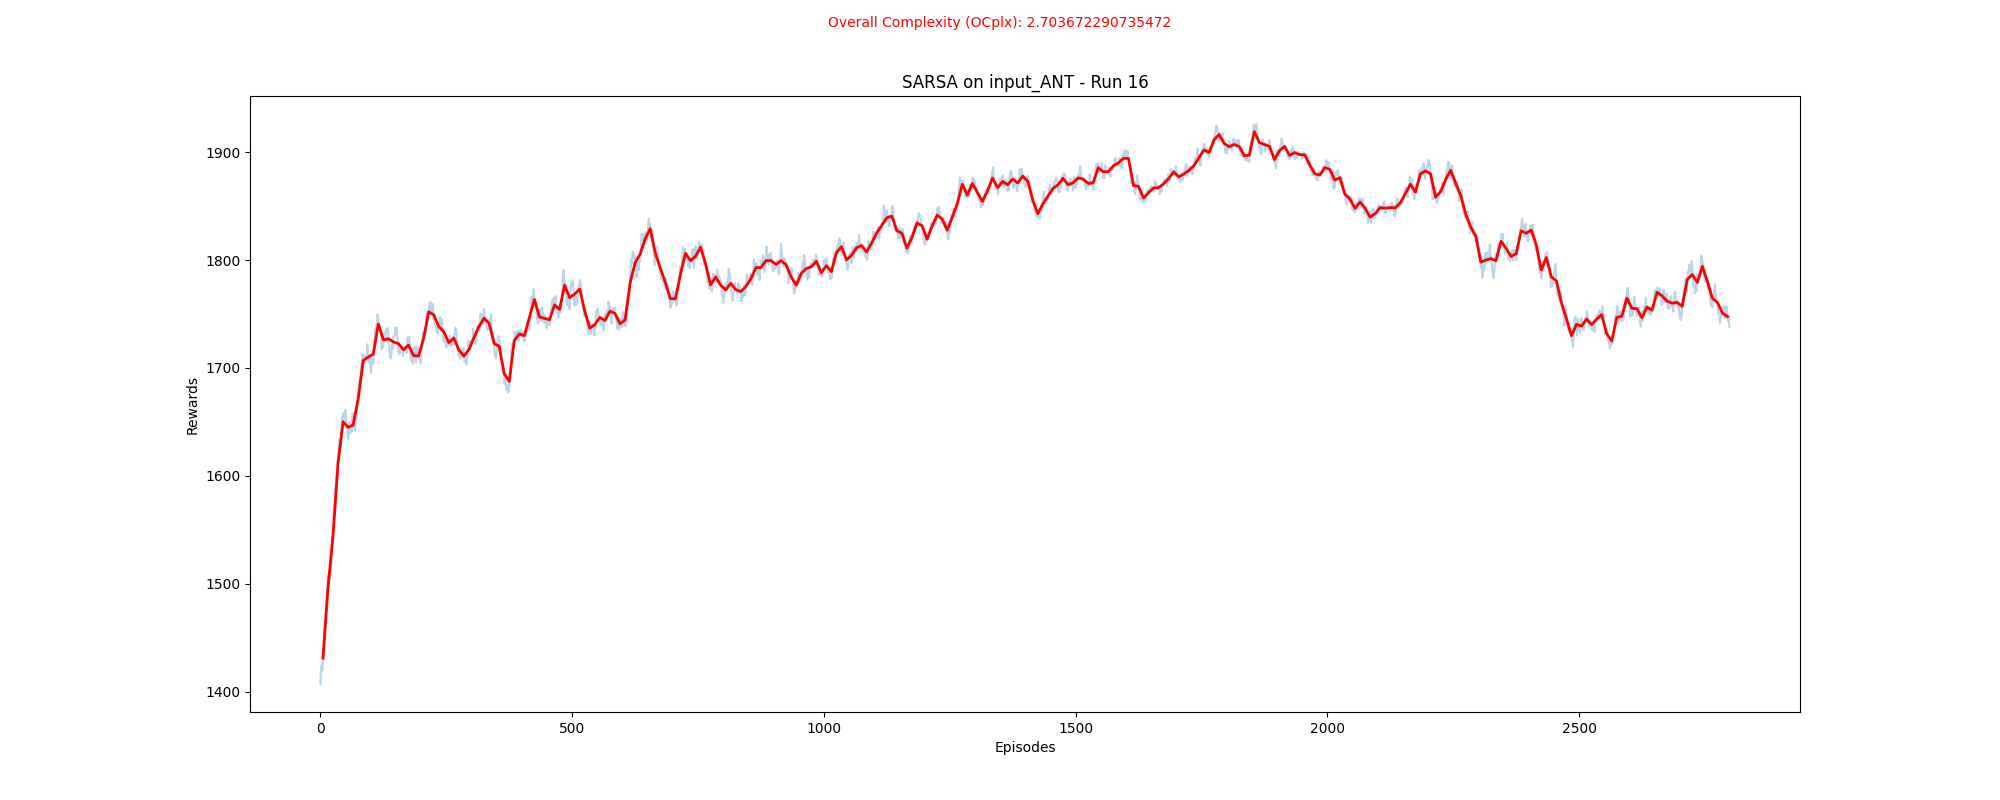 Overall Complexity (OCplx): 2.703672290735472
SARSA on input_ANT - Run 16
1900
1800
1700
1600
1500
1400
Rewards
0 500 1000 1500 2000 2500
Episodes